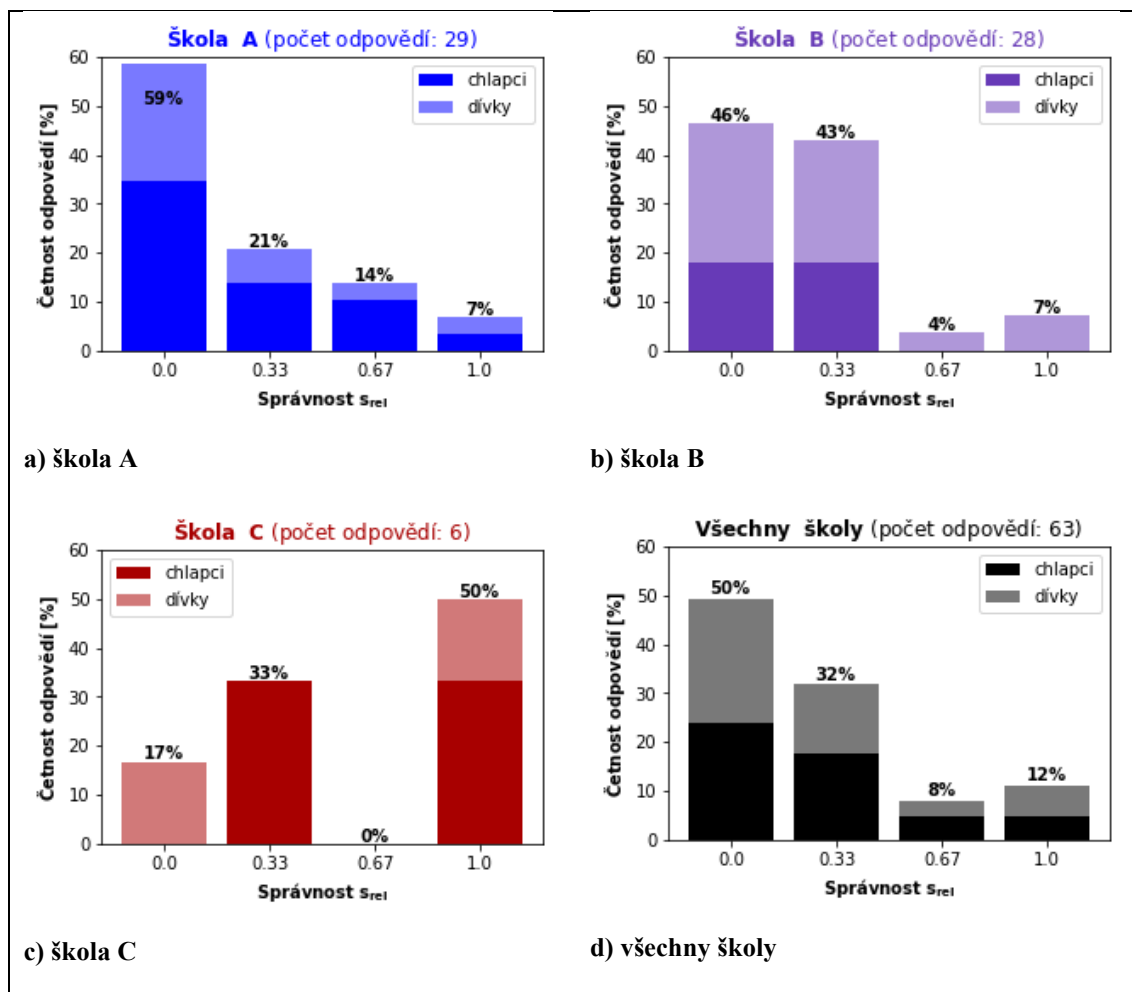 Škola A (počet odpovědí: 29)
60
50
40
30
20
10
0
Četnost odpovědí [%]
chlapci
dívky
59%
21%
14%
7%
0.0 0.33 0.67 1.0
Správnost s_rel
a) škola A
Škola B (počet odpovědí: 28)
60
50
40
30
20
10
0
Četnost odpovědí [%]
chlapci
dívky
46%
43%
4%
7%
0.0 0.33 0.67 1.0
Správnost s_rel
b) škola B
Škola C (počet odpovědí: 6)
60
50
40
30
20
10
0
Četnost odpovědí [%]
chlapci
dívky
17%
33%
0%
50%
0.0 0.33 0.67 1.0
Správnost s_rel
c) škola C
Všechny školy (počet odpovědí: 63)
60
50
40
30
20
10
0
Četnost odpovědí [%]
chlapci
dívky
50%
32%
8%
12%
0.0 0.33 0.67 1.0
Správnost s_rel
d) všechny školy